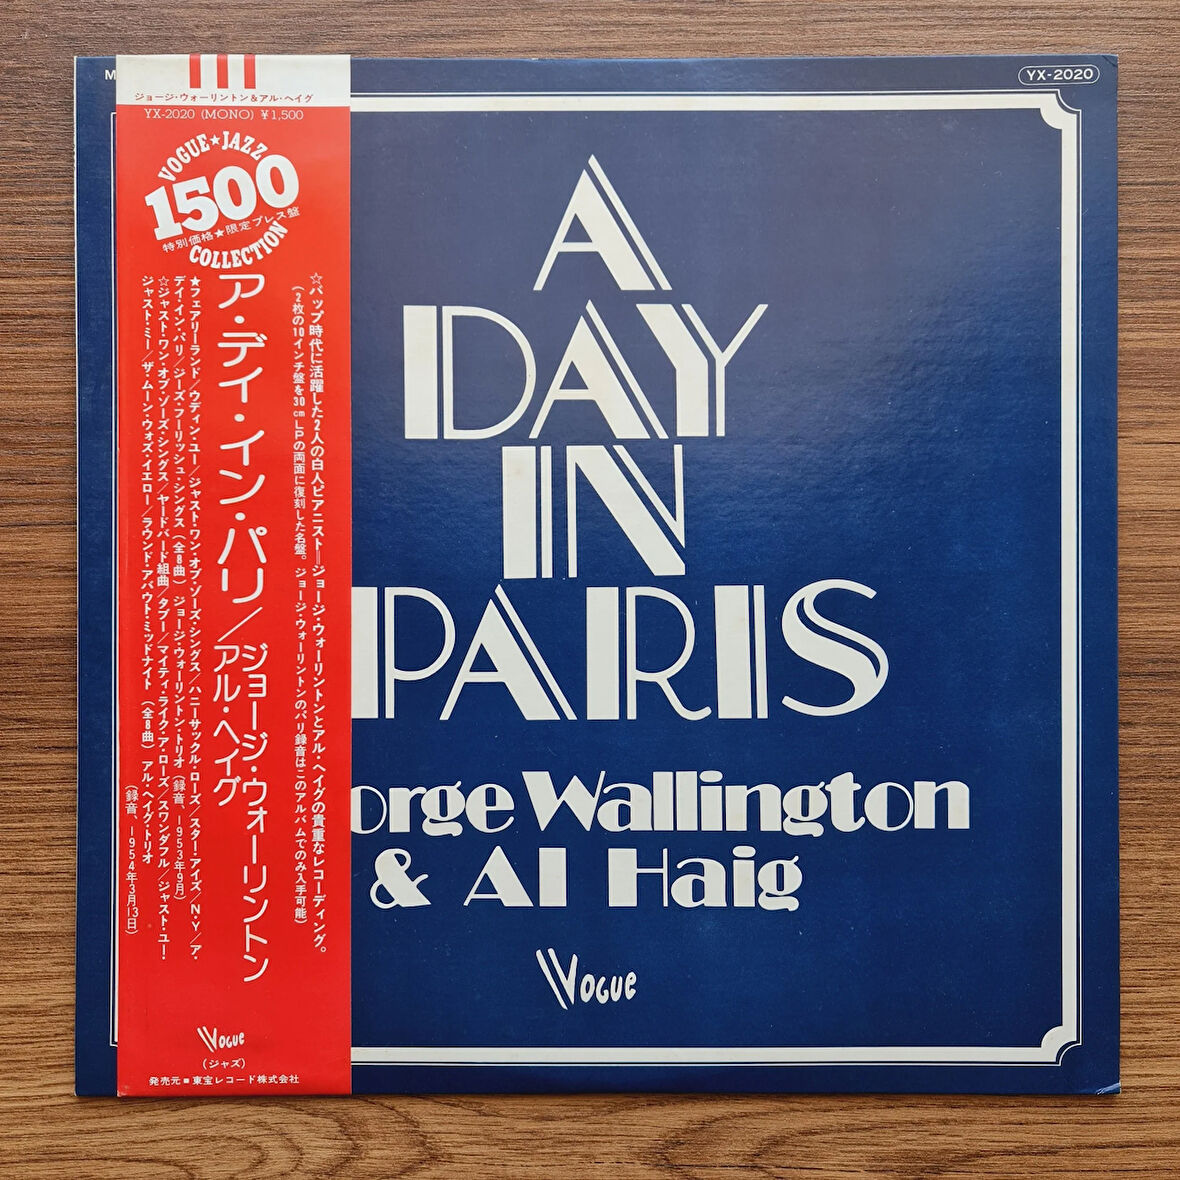 M
YX-2020
ジョージ・ウォーリントン&アル・ヘイグ
YX-2020 (MONO) ¥1,500
VOGUE★JAZZ
1500
特別価格★限定プレス盤
COLLECTION
☆バップ時代に活躍した2人の白人ピアニスト=ジョージ・ウォーリントンとアル・ヘイグの貴重なレコーディング。
(2枚の10インチ盤を30cmLPの両面に復刻した名盤。ジョージ・ウォーリントンのパリ録音はこのアルバムでのみ入手可能)
ア・デイ・イン・パリ/ジョージ・ウォーリントン
アル・ヘイグ
★フェアリーランド/ウディン・ユー/ジャスト・ワン・オブ・ゾーズ・シングス/ハニーサックル・ローズ/スター・アイズ/N・Y/ア・
デイ・イン・パリ/ジーズ・フーリッシュ・シングス(全8曲) ジョージ・ウォーリントン・トリオ(録音、1953年9月)
☆ジャスト・ワン・オブ・ゾーズ・シングス/ヤードバード組曲/タブー/マイティ・ライク・ア・ローズ/スワンダフル/ジャスト・ユー・
ジャスト・ミー/ザ・ムーン・ウォズ・イエロー/ラウンド・アバウト・ミッドナイト(全8曲) アル・ヘイグ・トリオ
(録音、1954年3月13日)
VOGUE
(ジャズ)
発売元■東宝レコード株式会社
A
DAY
IN
PARIS
orge Wallington
& Al Haig
VOGUE